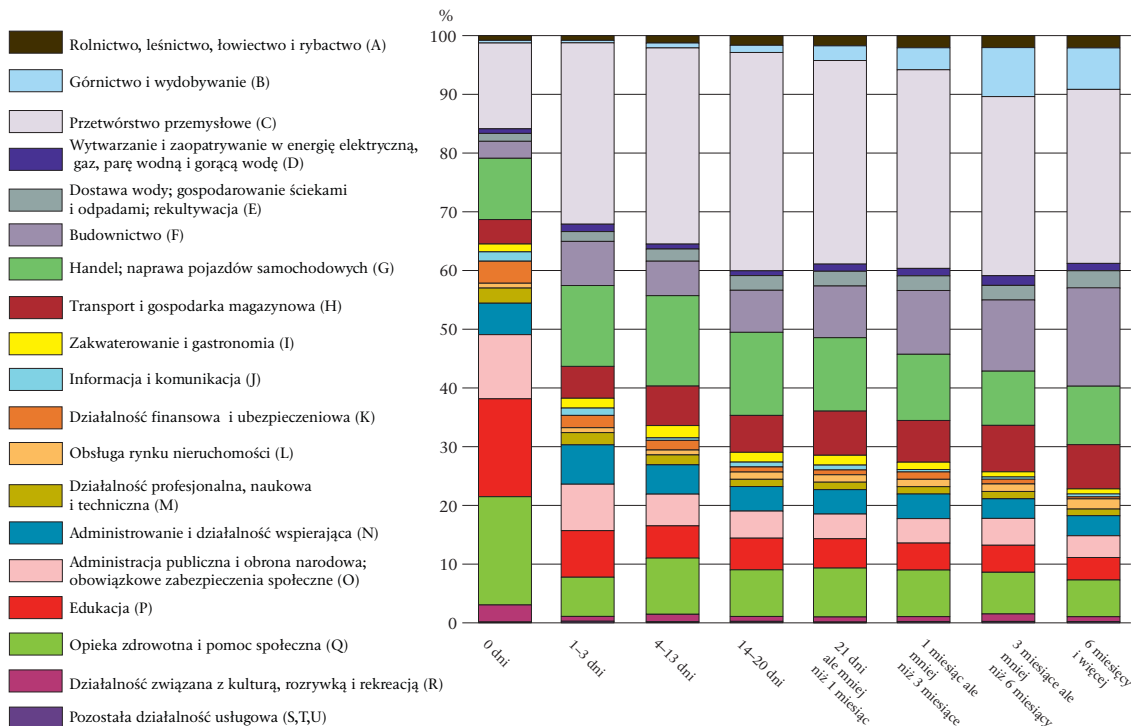 Rolnictwo, leśnictwo, łowiectwo i rybactwo (A)
Górnictwo i wydobywanie (B)
Przetwórstwo przemysłowe (C)
Wytwarzanie i zaopatrywanie w energię elektryczną,
gaz, parę wodną i gorącą wodę (D)
Dostawa wody; gospodarowanie ściekami
i odpadami; rekultywacja (E)
Budownictwo (F)
Handel; naprawa pojazdów samochodowych (G)
Transport i gospodarka magazynowa (H)
Zakwaterowanie i gastronomia (I)
Informacja i komunikacja (J)
Działalność finansowa i ubezpieczeniowa (K)
Obsługa rynku nieruchomości (L)
Działalność profesjonalna, naukowa
i techniczna (M)
Administrowanie i działalność wspierająca (N)
Administracja publiczna i obrona narodowa;
obowiązkowe zabezpieczenia społeczne (O)
Edukacja (P)
Opieka zdrowotna i pomoc społeczna (Q)
Działalność związana z kulturą, rozrywką i rekreacją (R)
Pozostała działalność usługowa (S,T,U)
%
100
90
80
70
60
50
40
30
20
10
0
0 dni
1–3 dni
4–13 dni
14–20 dni
21 dni
ale mniej
niż 1 miesiąc
1 miesiąc ale
mniej
niż 3 miesiące
3 miesiące ale
mniej
niż 6 miesięcy
6 miesięcy
i więcej